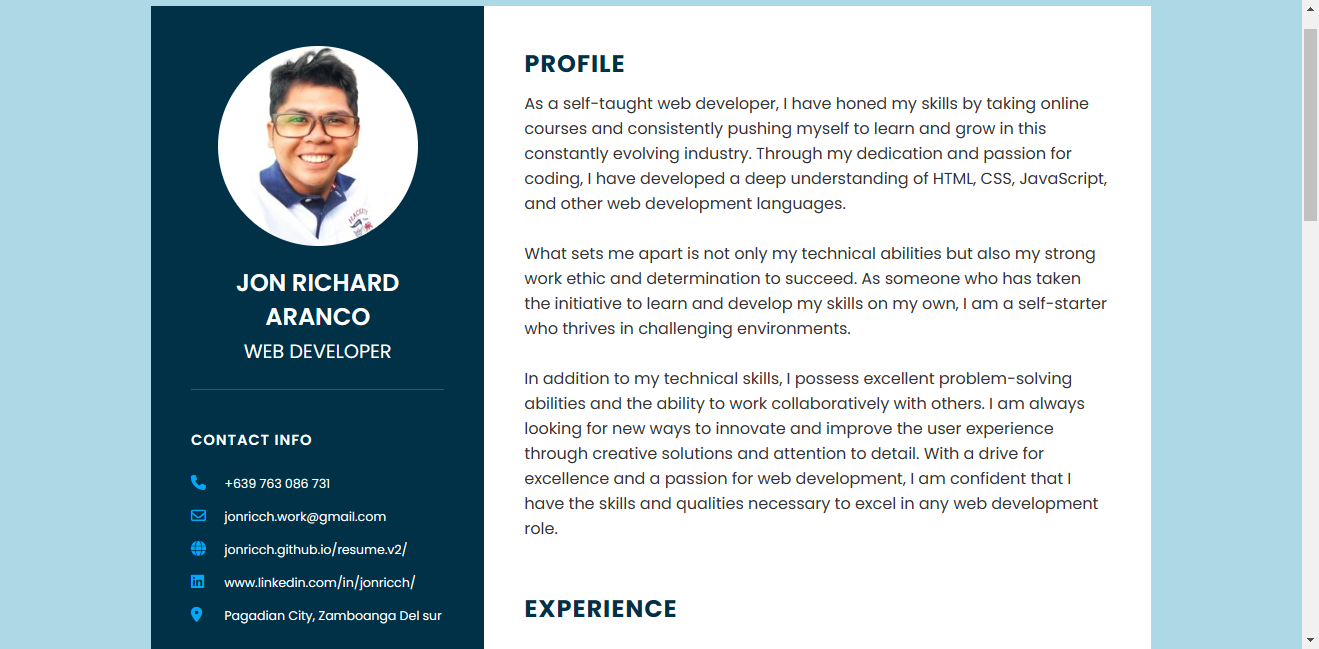 JON RICHARD
ARANCO
WEB DEVELOPER
CONTACT INFO
+639 763 086 731
jonricch.work@gmail.com
jonricch.github.io/resume.v2/
www.linkedin.com/in/jonricch/
Pagadian City, Zamboanga Del sur
PROFILE
As a self-taught web developer, I have honed my skills by taking online
courses and consistently pushing myself to learn and grow in this
constantly evolving industry. Through my dedication and passion for
coding, I have developed a deep understanding of HTML, CSS, JavaScript,
and other web development languages.
What sets me apart is not only my technical abilities but also my strong
work ethic and determination to succeed. As someone who has taken
the initiative to learn and develop my skills on my own, I am a self-starter
who thrives in challenging environments.
In addition to my technical skills, I possess excellent problem-solving
abilities and the ability to work collaboratively with others. I am always
looking for new ways to innovate and improve the user experience
through creative solutions and attention to detail. With a drive for
excellence and a passion for web development, I am confident that I
have the skills and qualities necessary to excel in any web development
role.
EXPERIENCE